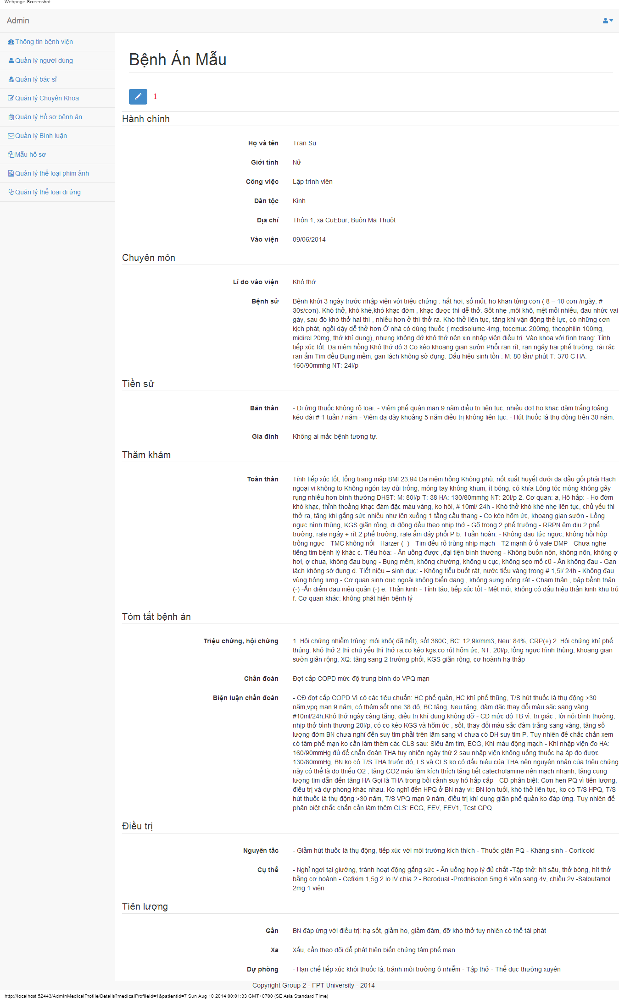 Webpage Screenshot
Admin
Thông tin bệnh viện
Quản lý người dùng
Quản lý bác sĩ
Quản lý Chuyên Khoa
Quản lý Hồ sơ bệnh án
Quản lý Bình luận
Mẫu hồ sơ
Quản lý thể loại phim ảnh
Quản lý thể loại dị ứng
Bệnh Án Mẫu
1
Hành chính
Họ và tên Tran Su
Giới tính Nữ
Công việc Lập trình viên
Dân tộc Kinh
Địa chỉ Thôn 1, xa CuEbur, Buôn Ma Thuột
Vào viện 09/06/2014
Chuyên môn
Lí do vào viện Khó thở
Bệnh sử Bệnh khởi 3 ngày trước nhập viện với triệu chứng : hắt hơi, sổ mủi, ho khan từng cơn ( 8 – 10 cơn /ngày, #
30s/cơn). Khó thở, khò khè,khó khạc đờm , khạc được thì dễ thở. Sốt nhẹ ,môi khô, mệt mỏi nhiều, đau nhức vai
gáy, sau đó khó thở hai thì , nhiều hơn ở thì thở ra. Khó thở liên tục, tăng khi vận động thể lực, có những cơn
kịch phát, ngồi dậy dễ thở hơn.Ở nhà có dùng thuốc ( medisolume 4mg, tocemuc 200mg, theophilin 100mg,
midirel 20mg, thở khí dung), nhưng không đở khó thở nên xin nhập viện điều trị. Vào khoa với tình trạng: Tỉnh
tiếp xúc tốt. Da niêm hồng Khó thở độ 3 Co kéo khoang gian sườn Phổi ran rít, ran ngáy hai phế trường, rải rác
ran ẩm Tim đều Bụng mềm, gan lách không sờ đụng. Dấu hiệu sinh tồn : M: 80 lần/ phút T: 370 C HA:
160/90mmhg NT: 24l/p
Tiền sử
Bản thân - Dị ứng thuốc không rõ loại. - Viêm phế quản mạn 9 năm điều trị liên tục, nhiều đợt ho khạc đàm trắng loãng
kéo dài # 1 tuần / năm - Viêm dạ dày khoảng 5 năm điều trị không liên tục. - Hút thuốc lá thụ động trên 30 năm.
Gia đình Không ai mắc bệnh tương tự.
Thăm khám
Toàn thân Tỉnh tiếp xúc tốt, tổng trạng mập BMI 23,94 Da niêm hồng Không phù, nốt xuất huyết dưới da đầu gối phải Hạch
ngoại vi không to Không ngón tay dùi trống, móng tay không khum, ít bóng, có khía Lông tóc móng không gãy
rụng nhiều hơn bình thường DHST: M: 80l/p T: 38 HA: 130/80mmhg NT: 20l/p 2. Cơ quan: a, Hô hấp: - Ho đờm
khó khạc, thỉnh thoảng khạc đàm đặc màu vàng, ko hôi, # 10ml/ 24h - Khó thở khò khè nhẹ liên tục, chủ yếu thì
thở ra, tăng khi gắng sức nhiều như lên xuống 1 tầng cầu thang - Co kéo hõm ức, khoang gian sườn - Lồng
ngực hình thùng, KGS giãn rộng, di động đều theo nhịp thở - Gõ trong 2 phế trường - RRPN êm dịu 2 phế
trường, rale ngáy + rít 2 phế trường, rale ẩm đáy phổi P b. Tuần hoàn: - Không đau tức ngực, không hồi hộp
trống ngực - TMC không nổi - Harzer (–) - Tim đều rõ trùng nhịp mạch - T2 mạnh ở ổ vale ĐMP - Chưa nghe
tiếng tim bệnh lý khác c. Tiêu hóa: - Ăn uống được ,đại tiện bình thường - Không buồn nôn, không nôn, không ợ
hơi, ợ chua, không đau bụng - Bụng mềm, không chướng, không u cục, không sẹo mổ cũ - Ấn không đau - Gan
lách không sờ đụng d. Tiết niệu – sinh dục: - Không tiểu buốt rát, nước tiểu vàng trong # 1,5l/ 24h - Không đau
vùng hông lưng - Cơ quan sinh dục ngoài không biến dạng , không sưng nóng rát - Chạm thận , bập bềnh thận
(-) -Ấn điểm đau niệu quản (-) e. Thần kinh - Tỉnh táo, tiếp xúc tốt - Mệt mỏi, không có dấu hiệu thần kinh khu trú
f. Cơ quan khác: không phát hiện bệnh lý
Tóm tắt bệnh án
Triệu chứng, hội chứng 1. Hội chứng nhiễm trùng: môi khô( đã hết), sốt 380C, BC: 12,9k/mm3, Neu: 84%, CRP(+) 2. Hội chứng khí phế
thủng: khó thở 2 thì chủ yếu thì thở ra,co kéo kgs,co rút hõm ức, NT: 20l/p, lồng ngực hình thùng, khoang gian
sườn giãn rộng, XQ: tăng sang 2 trường phổi, KGS giãn rộng, cơ hoành hạ thấp
Chẩn đoán Đợt cấp COPD mức độ trung bình do VPQ mạn
Biện luận chẩn đoán - CĐ đợt cấp COPD Vì có các tiêu chuẩn: HC phế quản, HC khí phế thũng, T/S hút thuốc lá thụ động >30
năm,vpq mạn 9 năm, có thêm sốt nhẹ 38 độ, BC tăng, Neu tăng, đàm đặc thay đổi màu săc sang vàng
#10ml/24h,Khó thở ngày càng tăng, điều trị khí dung không đỡ - CĐ mức độ TB vì: tri giác , lời nói bình thường,
nhịp thở bình thương 20l/p, có co kéo KGS và hõm ức , sốt, thay đổi màu sắc đàm trắng sang vàng, tăng số
lượng đờm BN chưa nghĩ đến suy tim phải trên lâm sang vì chưa có DH suy tim P. Tuy nhiên để chắc chắn xem
có tâm phế mạn ko cần làm thêm các CLS sau: Siêu âm tim, ECG, Khí máu động mạch - Khi nhập viện đo HA:
160/90mmHg đủ để chẩn đoán THA tuy nhiên ngày thứ 2 sau nhập viện không uống thuốc hạ áp đo được
130/80mmHg, BN ko có T/S THA trước đó, LS và CLS ko có dấu hiệu của THA nên nguyên nhân của triệu chứng
này có thể là do thiếu O2 , tăng CO2 máu làm kích thích tăng tiết catecholamine nên mạch nhanh, tăng cung
lượng tim dẫn đến tăng HA Gọi là THA trong bối cảnh suy hô hấp cấp - CĐ phân biệt: Cơn hen PQ vì tiên lượng,
điều trị và dự phòng khác nhau. Ko nghĩ đến HPQ ở BN này vì: BN lớn tuổi, khó thở liên tục, ko có T/S HPQ, T/S
hút thuốc lá thụ động >30 năm, T/S VPQ mạn 9 năm, điều trị khí dung giãn phế quản ko đáp ứng. Tuy nhiên để
phân biệt chắc chắn cần làm thêm CLS: ECG, FEV, FEV1, Test GPQ
Điều trị
Nguyên tắc - Giảm hút thuốc lá thụ động, tiếp xúc với môi trường kích thích - Thuốc giãn PQ - Kháng sinh - Corticoid
Cụ thể - Nghỉ ngơi tại giường, tránh hoạt động gắng sức - Ăn uống hợp lý đủ chất -Tập thở: hít sâu, thở bóng, hít thở
bằng cơ hoành - Cefixim 1,5g 2 lọ IV chia 2 - Berodual -Prednisolon 5mg 6 viên sang 4v, chiều 2v -Salbutamol
2mg 1 viên
Tiên lượng
Gần BN đáp ứng với điều trị: hạ sốt, giảm ho, giảm đàm, đỡ khó thở tuy nhiên có thể tái phát
Xa Xấu, cần theo dõi để phát hiện biến chứng tâm phế mạn
Dự phòng - Hạn chế tiếp xúc khói thuốc lá, tránh môi trường ô nhiễm - Tập thở - Thể dục thường xuyên
Copyright Group 2 - FPT University - 2014
http://localhost:52443/AdminMedicalProfile/Details?medicalProfileId=1&patientId=7 Sun Aug 10 2014 00:01:33 GMT+0700 (SE Asia Standard Time)